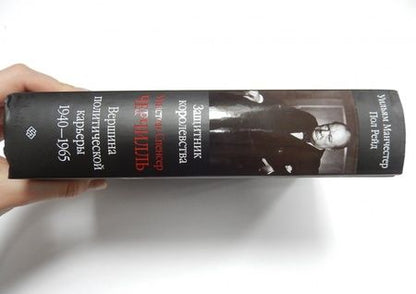 Уильям Манчестер
Пол Рейд
Защитник
королевства
Уинстон Спенсер
ЧЕРЧИЛЛЬ
Вершина
политической
карьеры
1940—1965